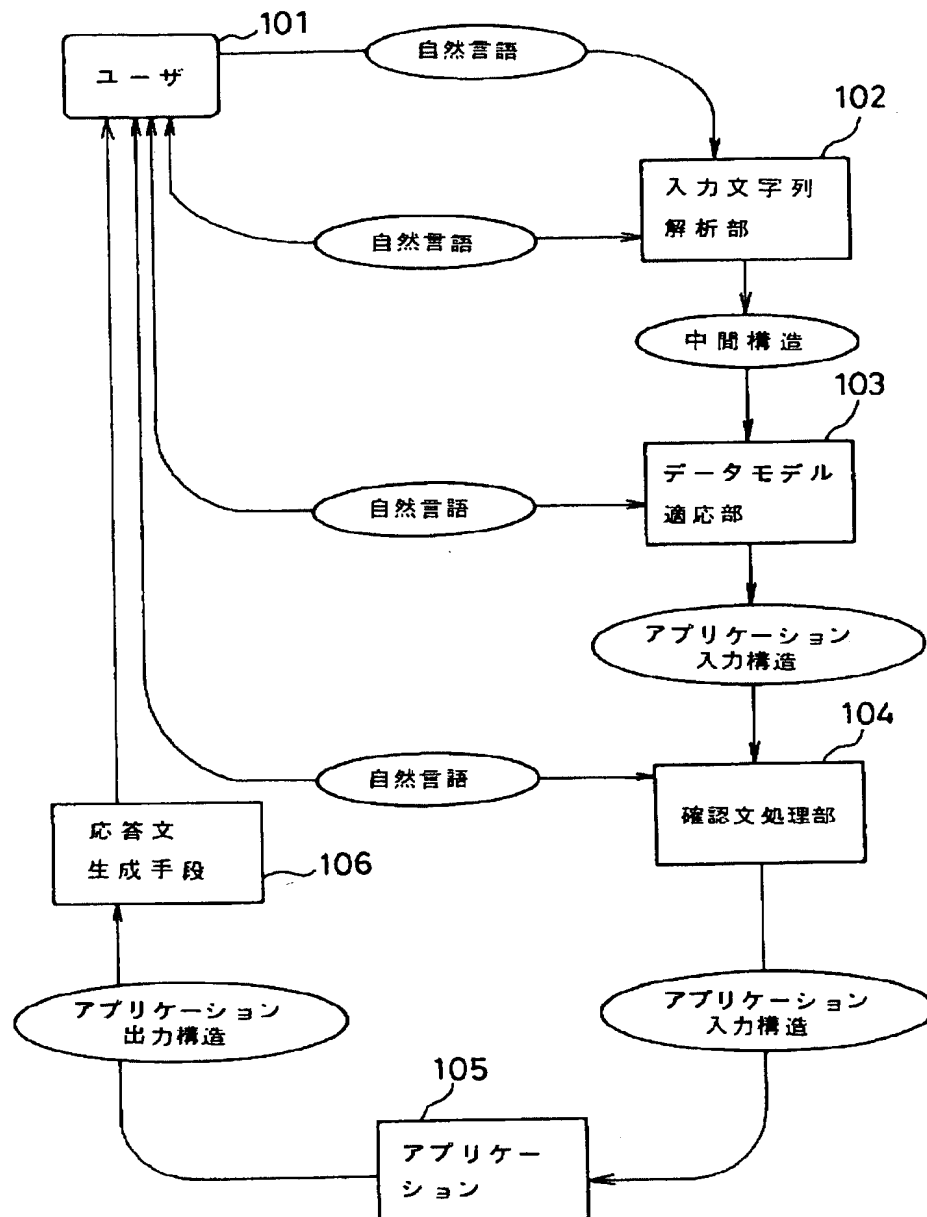 101
ユーザ
自然言語
102
入力文字列
解析部
自然言語
中間構造
103
データモデル
適応部
自然言語
アプリケーション
入力構造
104
確認文処理部
自然言語
応答文
生成手段
106
アプリケーション
出力構造
アプリケーション
入力構造
105
アプリケー
ション